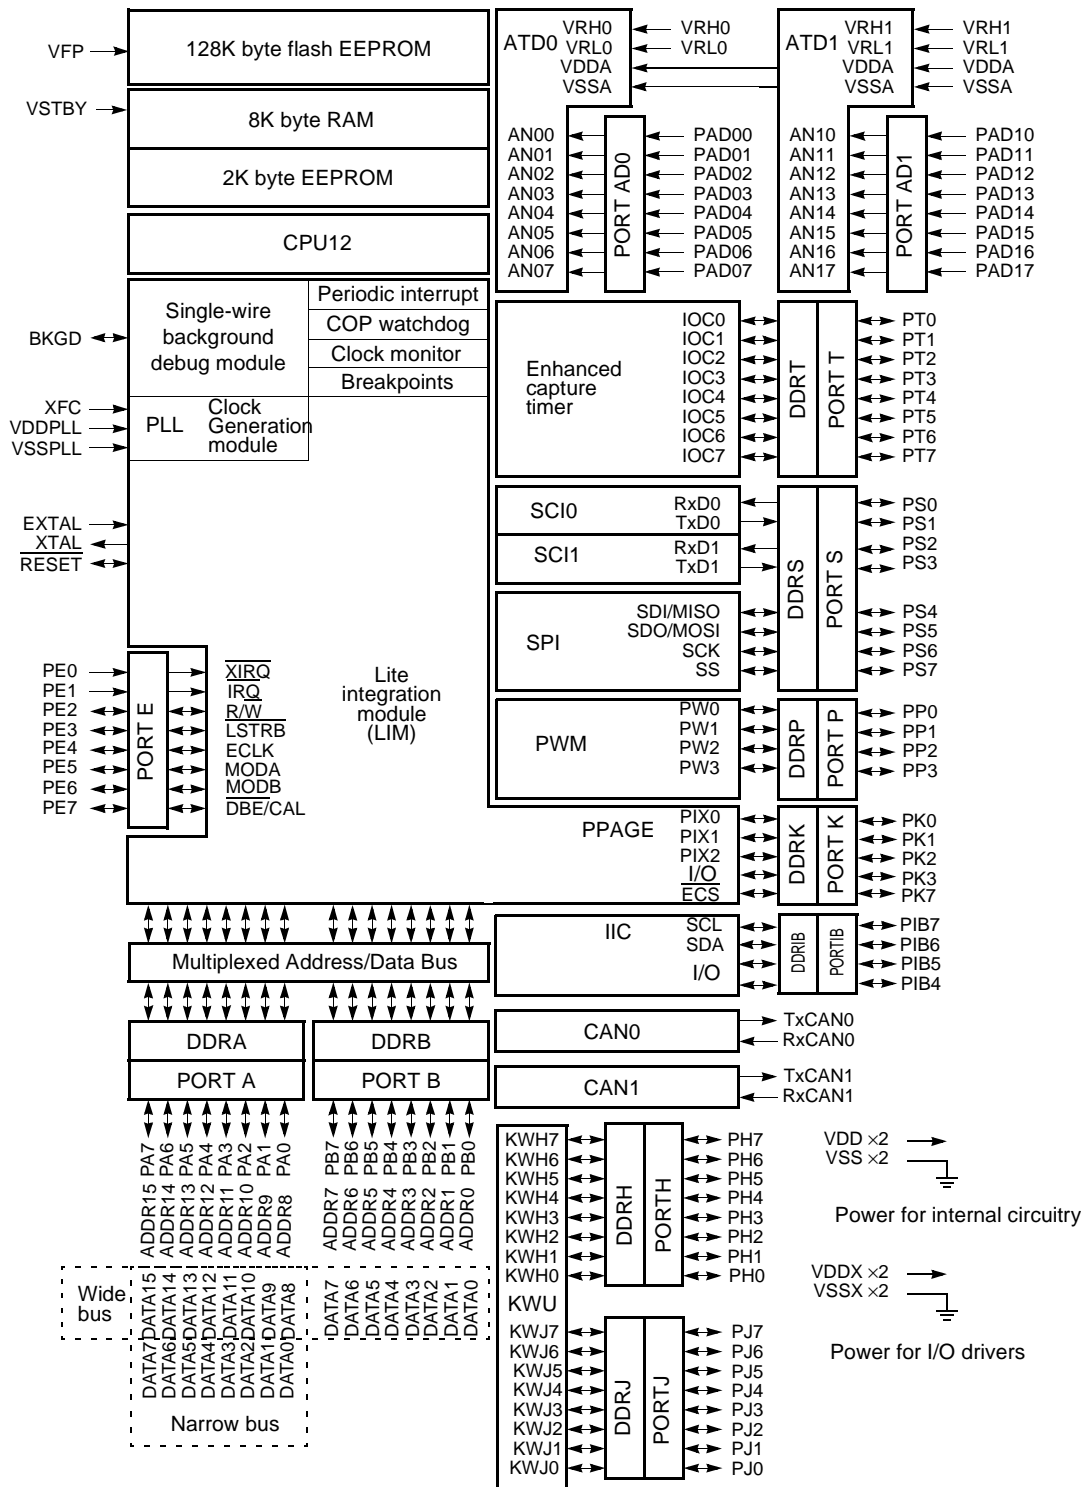 VFP
128K byte flash EEPROM
VSTBY
8K byte RAM
2K byte EEPROM
CPU12
Single-wire
background
debug module
Periodic interrupt
COP watchdog
Clock monitor
Breakpoints
BKGD
XFC
VDDPLL
VSSPLL
PLL
Clock
Generation
module
EXTAL
XTAL
RESET
PE0
PE1
PE2
PE3
PE4
PE5
PE6
PE7
PORT E
XIRQ
IRQ
R/W
LSTRB
ECLK
MODA
MODB
DBE/CAL
Lite
integration
module
(LIM)
ATD0
VRH0
VRL0
VDDA
VSSA
VRH0
VRL0
AN00
AN01
AN02
AN03
AN04
AN05
AN06
AN07
PORT AD0
PAD00
PAD01
PAD02
PAD03
PAD04
PAD05
PAD06
PAD07
ATD1
VRH1
VRL1
VDDA
VSSA
VRH1
VRL1
VDDA
VSSA
AN10
AN11
AN12
AN13
AN14
AN15
AN16
AN17
PORT AD1
PAD10
PAD11
PAD12
PAD13
PAD14
PAD15
PAD16
PAD17
Enhanced
capture
timer
IOC0
IOC1
IOC2
IOC3
IOC4
IOC5
IOC6
IOC7
DDRT
PORT T
PT0
PT1
PT2
PT3
PT4
PT5
PT6
PT7
SCI0
RxD0
TxD0
SCI1
RxD1
TxD1
SPI
SDI/MISO
SDO/MOSI
SCK
SS
DDRS
PORT S
PS0
PS1
PS2
PS3
PS4
PS5
PS6
PS7
PWM
PW0
PW1
PW2
PW3
DDRP
PORT P
PP0
PP1
PP2
PP3
PPAGE
PIX0
PIX1
PIX2
I/O
ECS
DDRK
PORT K
PK0
PK1
PK2
PK3
PK7
IIC
SCL
SDA
I/O
DDRIB
PORTIB
PIB7
PIB6
PIB5
PIB4
CAN0
TxCAN0
RxCAN0
CAN1
TxCAN1
RxCAN1
Multiplexed Address/Data Bus
DDRA
PORT A
DDRB
PORT B
PA7
PA6
PA5
PA4
PA3
PA2
PA1
PA0
PB7
PB6
PB5
PB4
PB3
PB2
PB1
PB0
ADDR15
ADDR14
ADDR13
ADDR12
ADDR11
ADDR10
ADDR9
ADDR8
ADDR7
ADDR6
ADDR5
ADDR4
ADDR3
ADDR2
ADDR1
ADDR0
Wide
bus
DATA15
DATA14
DATA13
DATA12
DATA11
DATA10
DATA9
DATA8
DATA7
DATA6
DATA5
DATA4
DATA3
DATA2
DATA1
DATA0
DATA7
DATA6
DATA5
DATA4
DATA3
DATA2
DATA1
DATA0
Narrow bus
KWH7
KWH6
KWH5
KWH4
KWH3
KWH2
KWH1
KWH0
KWU
KWJ7
KWJ6
KWJ5
KWJ4
KWJ3
KWJ2
KWJ1
KWJ0
DDRH
PORTH
PH7
PH6
PH5
PH4
PH3
PH2
PH1
PH0
DDRJ
PORTJ
PJ7
PJ6
PJ5
PJ4
PJ3
PJ2
PJ1
PJ0
VDD ×2
VSS ×2
Power for internal circuitry
VDDX ×2
VSSX ×2
Power for I/O drivers